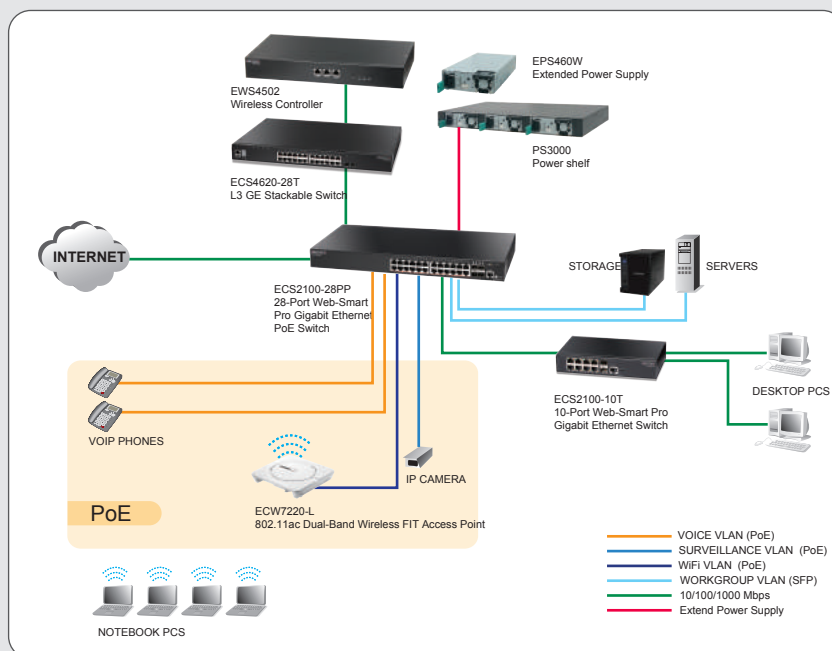 EWS4502
Wireless Controller
EPS460W
Extended Power Supply
PS3000
Power shelf
ECS4620-28T
L3 GE Stackable Switch
INTERNET
STORAGE
SERVERS
ECS2100-28PP
28-Port Web-Smart
Pro Gigabit Ethernet
PoE Switch
ECS2100-10T
10-Port Web-Smart Pro
Gigabit Ethernet Switch
DESKTOP PCS
VOIP PHONES
IP CAMERA
PoE
ECW7220-L
802.11ac Dual-Band Wireless FIT Access Point
NOTEBOOK PCS
VOICE VLAN (PoE)
SURVEILLANCE VLAN (PoE)
WiFi VLAN (PoE)
WORKGROUP VLAN (SFP)
10/100/1000 Mbps
Extend Power Supply